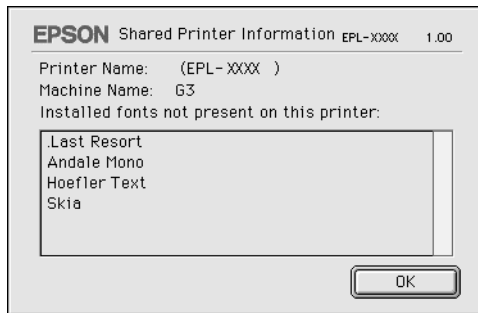 EPSON Shared Printer Information EPL-XXXX 1.00
Printer Name: (EPL-XXXX )
Machine Name: G3
Installed fonts not present on this printer:
.Last Resort
Andale Mono
Hoefler Text
Skia
OK